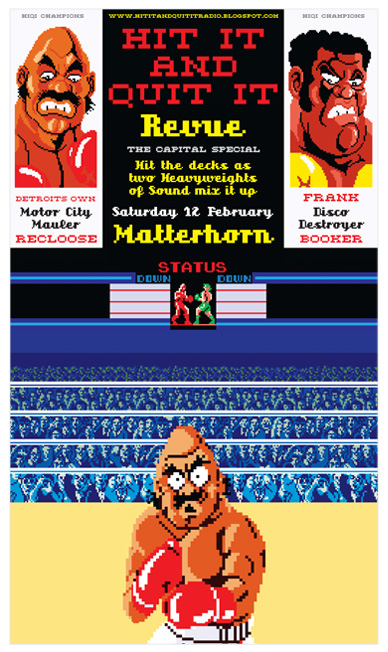 HIQI CHAMPIONS
WWW.HITITANDQUITITRADIO.BLOGSPOT.COM
HIQI CHAMPIONS
HIT IT
AND
QUIT IT
Revue
THE CAPITAL SPECIAL
Hit the decks as
two Heavyweights
of Sound mix it up
Saturday 12 February
Matterhorn
DETROITS OWN
Motor City
Mauler
RECLOOSE
FRANK
Disco
Destroyer
BOOKER
STATUS
DOWN DOWN